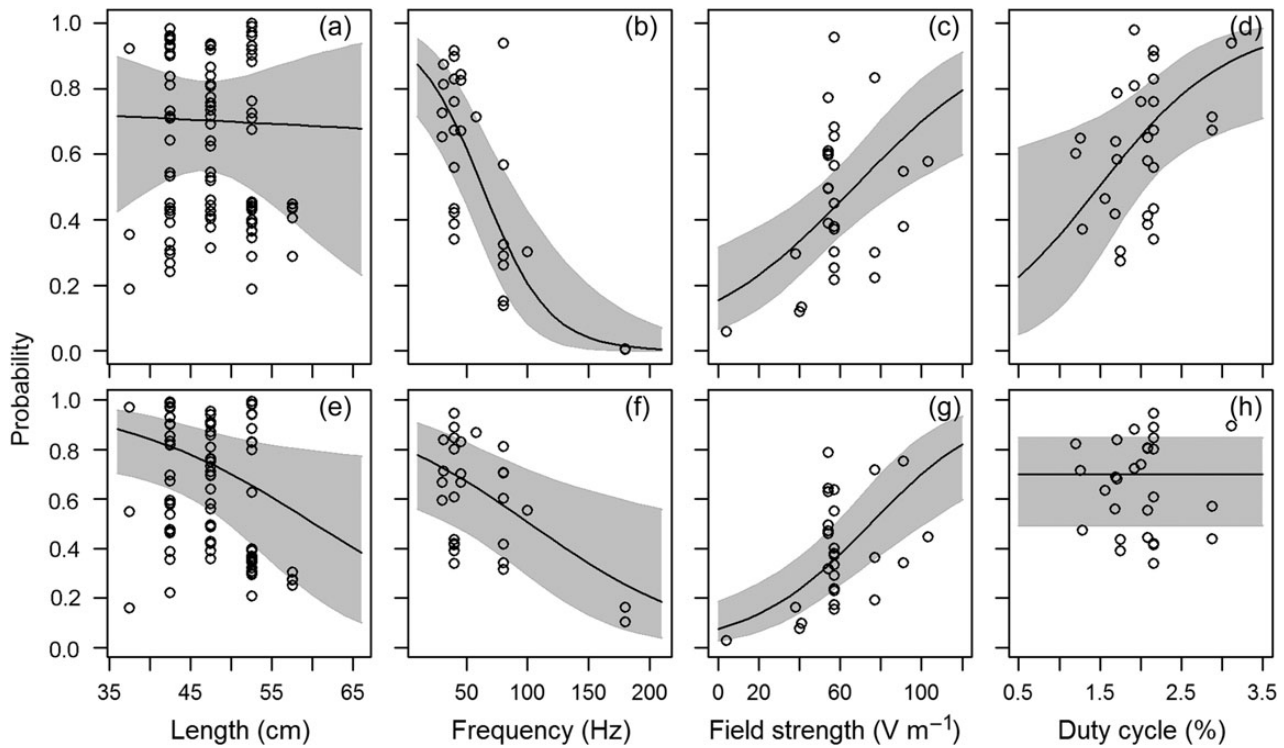 (a) (b) (c) (d)
1.0
0.8
0.6
0.4
0.2
0.0
Probability
(e) (f) (g) (h)
1.0
0.8
0.6
0.4
0.2
0.0
35 45 55 65 50 100 150 200 0 20 60 100 0.5 1.5 2.5 3.5
Length (cm) Frequency (Hz) Field strength (V m⁻¹) Duty cycle (%)